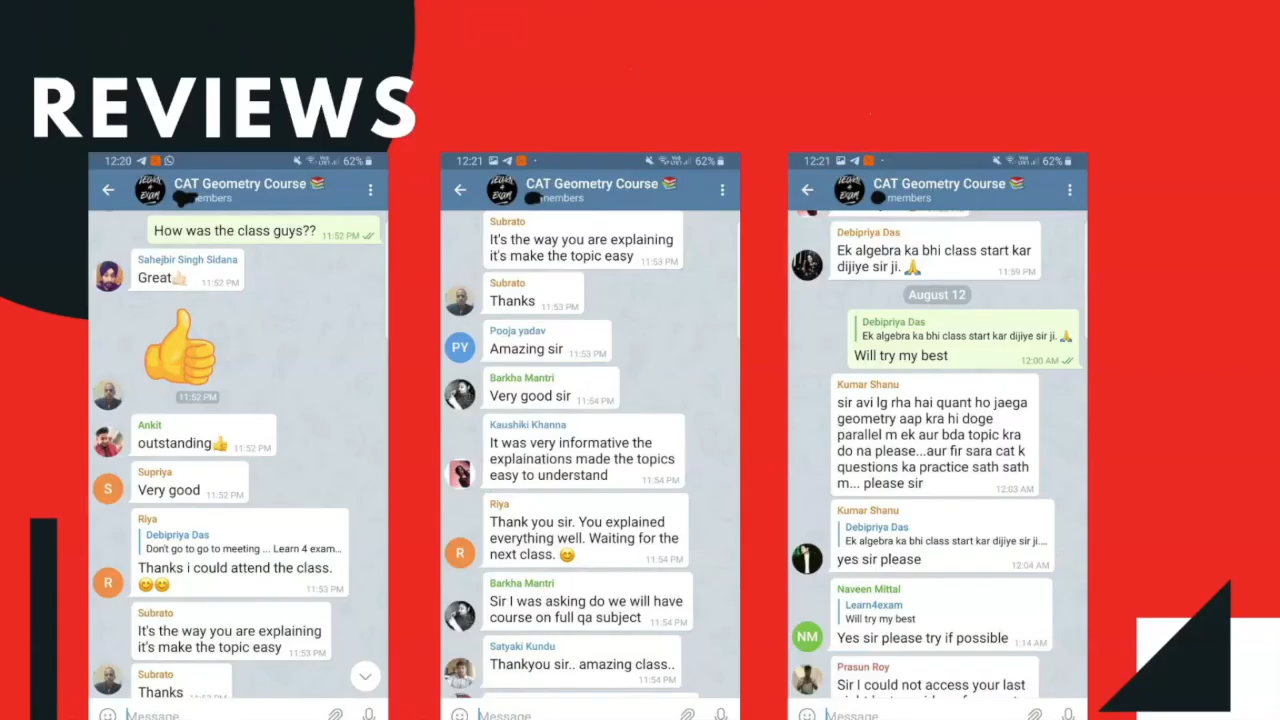 REVIEWS
12:20
62%
CAT Geometry Course
embers
How was the class guys??
11:52 PM
Sahejbir Singh Sidana
Great
11:52 PM
11:52 PM
Ankit
outstanding
11:52 PM
Supriya
S
Very good
11:52 PM
Riya
Debipriya Das
Don't go to go to meeting ... Learn 4 exam...
R
Thanks i could attend the class.
11:53 PM
Subrato
It's the way you are explaining
it's make the topic easy
11:53 PM
Subrato
Thanks
11:53 PM
Message
12:21
62%
CAT Geometry Course
members
Subrato
It's the way you are explaining
it's make the topic easy
11:53 PM
Subrato
Thanks
11:53 PM
Pooja yadav
PY
Amazing sir
11:53 PM
Barkha Mantri
Very good sir
11:54 PM
Kaushiki Khanna
It was very informative the
explainations made the topics
easy to understand
11:54 PM
Riya
Thank you sir. You explained
everything well. Waiting for the
R
next class.
11:54 PM
Barkha Mantri
Sir I was asking do we will have
course on full qa subject
11:54 PM
Satyaki Kundu
Thankyou sir.. amazing class..
11:54 PM
Message
12:21
62%
CAT Geometry Course
members
Debipriya Das
Ek algebra ka bhi class start kar
dijiye sir ji.
11:59 PM
August 12
Debipriya Das
Ek algebra ka bhi class start kar dijiye sir ji.
Will try my best
12:00 AM
Kumar Shanu
sir avi lg rha hai quant ho jaega
geometry aap kra hi doge
parallel m ek aur bda topic kra
do na please...aur fir sara cat k
questions ka practice sath sath
m... please sir
12:03 AM
Kumar Shanu
Debipriya Das
Ek algebra ka bhi class start kar dijiye sir ji....
yes sir please
12:04 AM
Naveen Mittal
Learn4exam
Will try my best
NM
Yes sir please try if possible
1:14 AM
Prasun Roy
Sir I could not access your last
Message